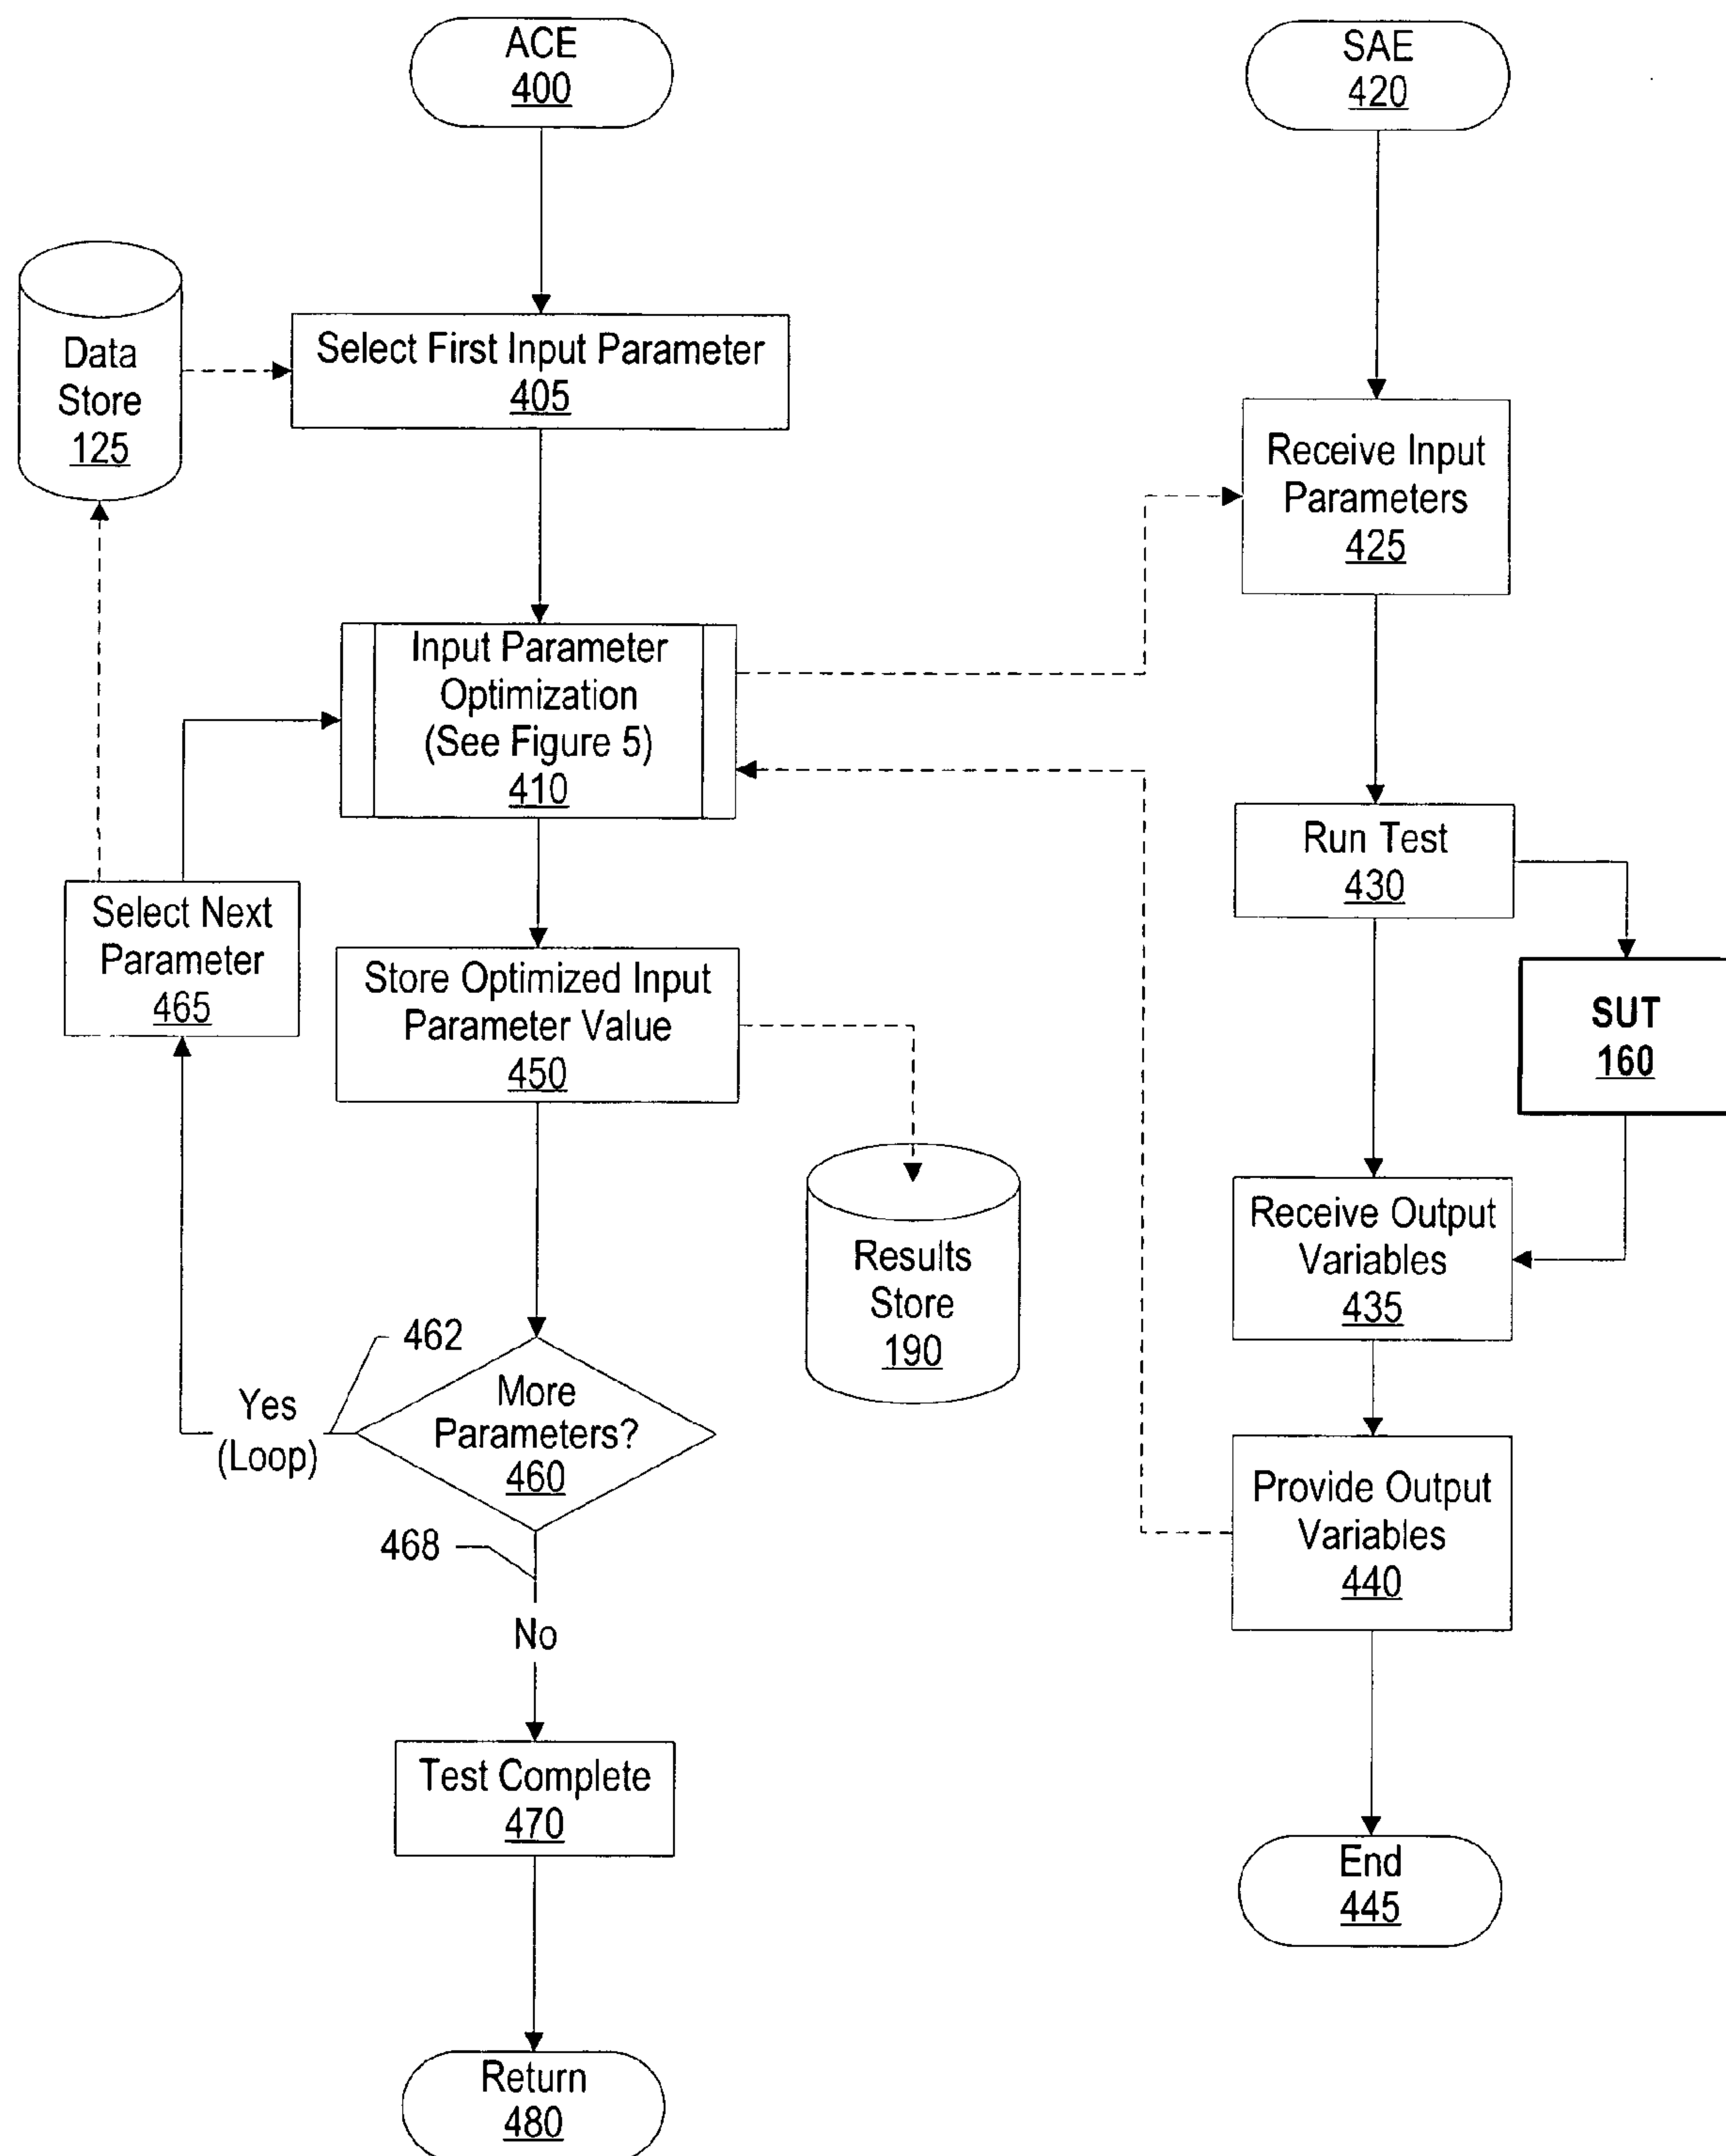 ACE
400
SAE
420
Data
Store
125
Select First Input Parameter
405
Receive Input
Parameters
425
Input Parameter
Optimization
(See Figure 5)
410
Run Test
430
Select Next
Parameter
465
Store Optimized Input
Parameter Value
450
SUT
160
Receive Output
Variables
435
Results
Store
190
462
Yes
(Loop)
More
Parameters?
460
468
No
Provide Output
Variables
440
Test Complete
470
End
445
Return
480